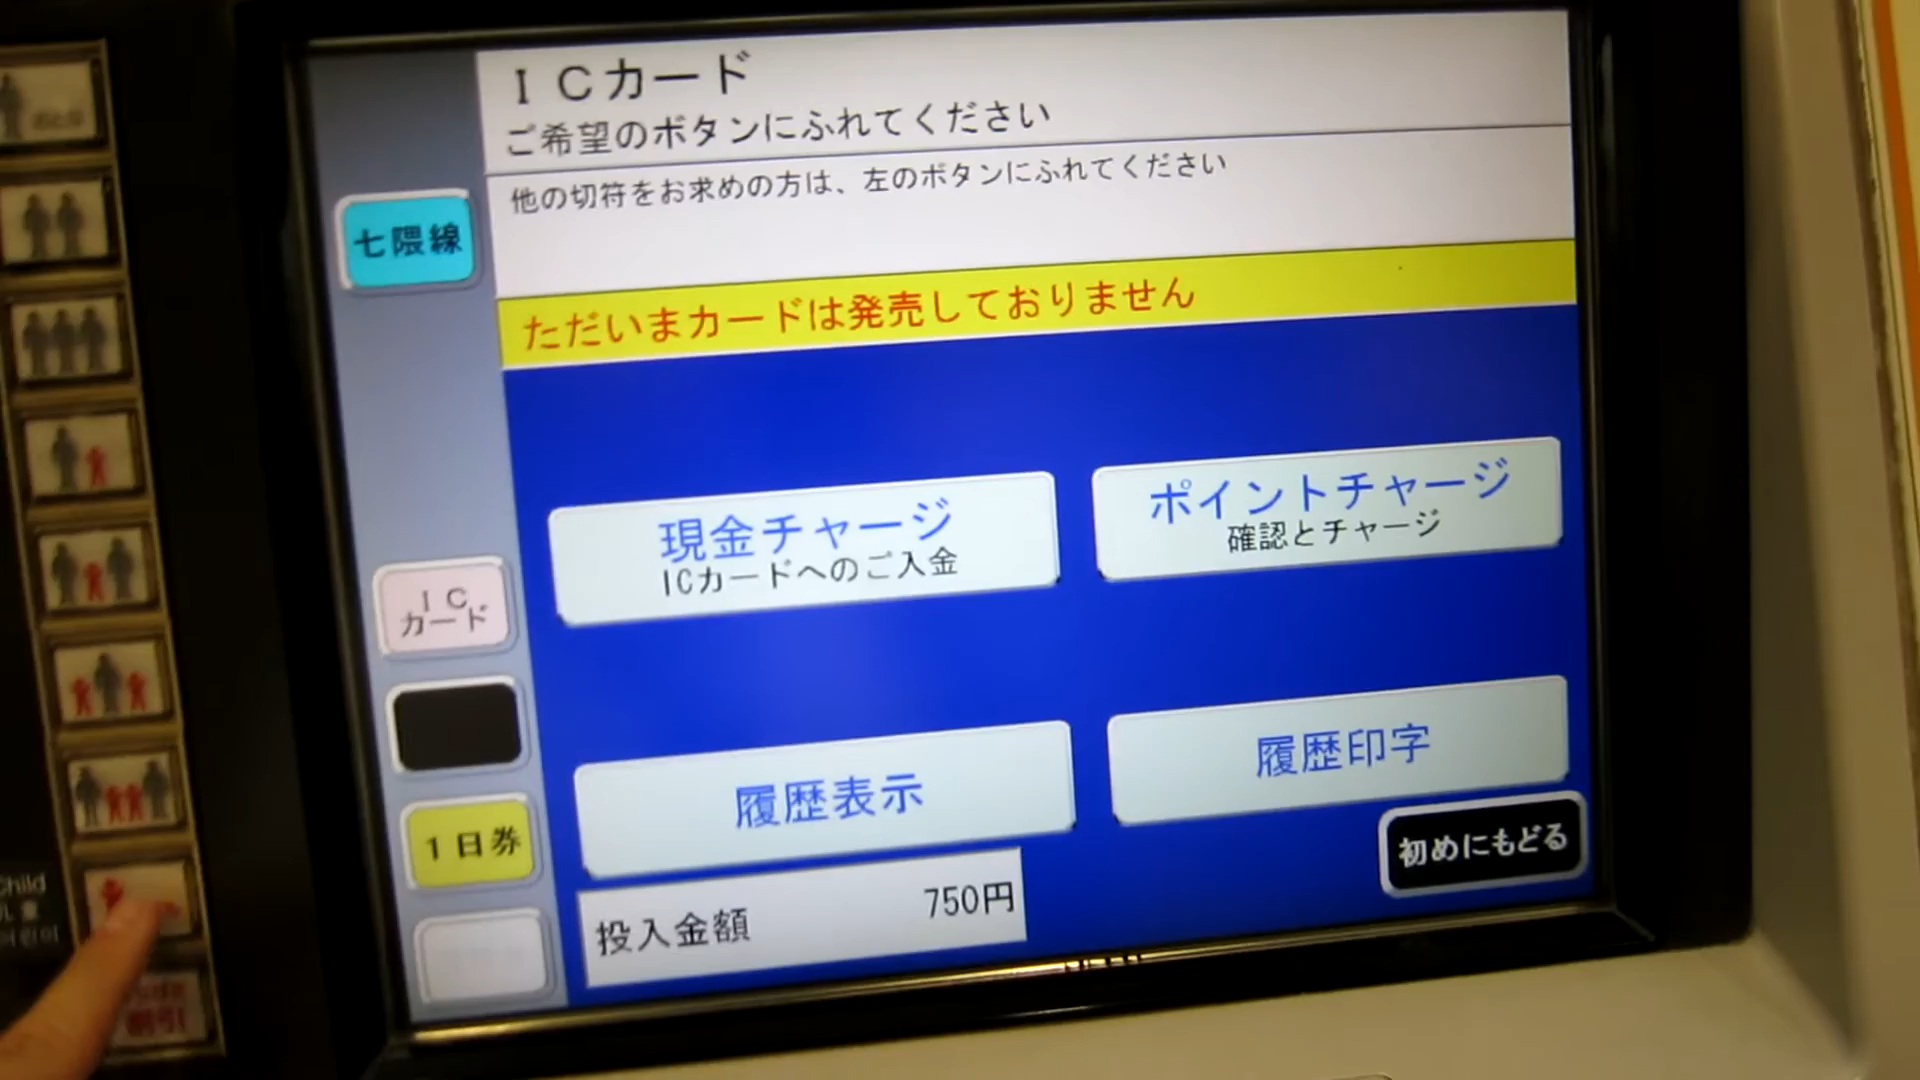 ICカード
ご希望のボタンにふれてください
他の切符をお求めの方は、左のボタンにふれてください
七隈線
ただいまカードは発売しておりません
現金チャージ
ICカードへのご入金
ポイントチャージ
確認とチャージ
IC
カード
履歴表示
履歴印字
1日券
初めにもどる
投入金額
750円
Child
割引